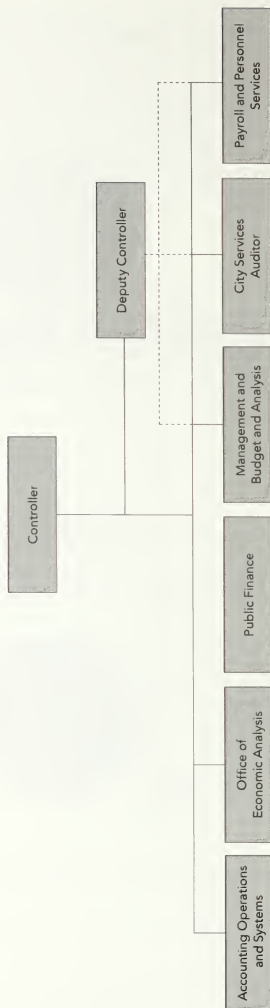 Controller
Deputy Controller
Accounting Operations
and Systems
Office of
Economic Analysis
Public Finance
Management and
Budget and Analysis
City Services
Auditor
Payroll and Personnel
Services